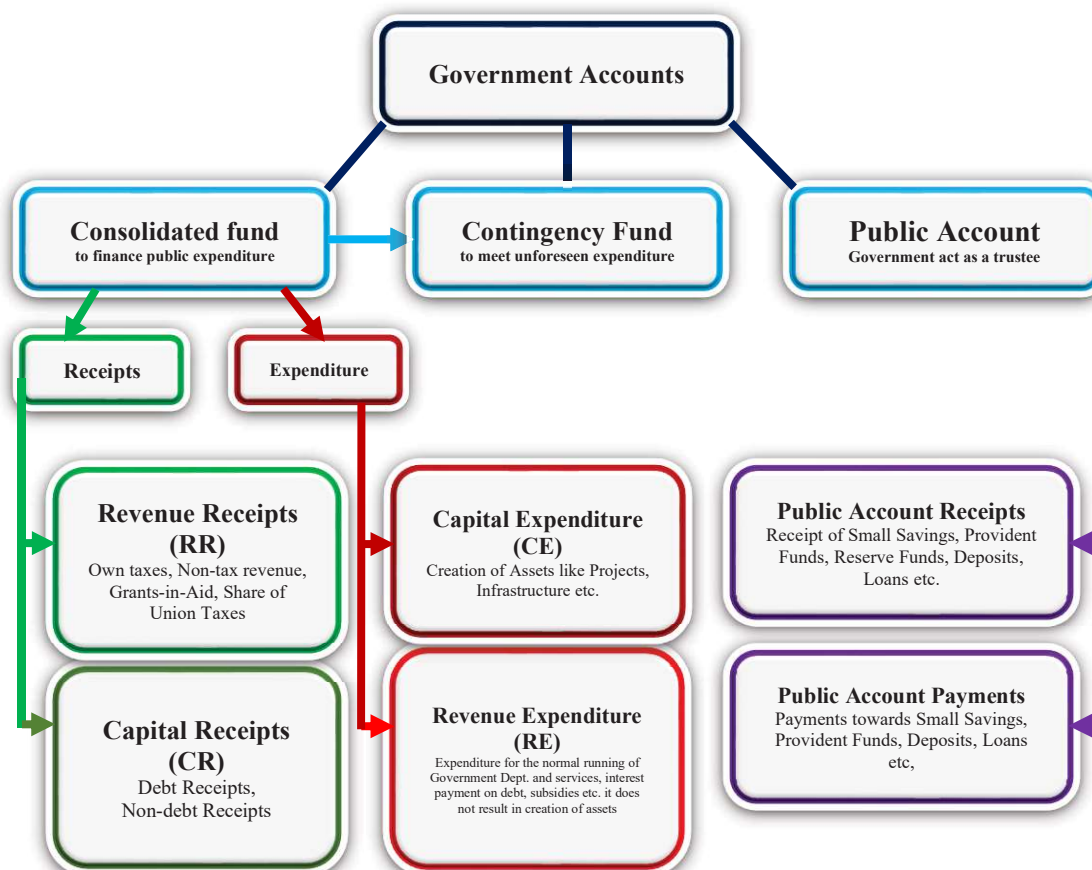 Government Accounts
Consolidated fund
to finance public expenditure
Contingency Fund
to meet unforeseen expenditure
Public Account
Government act as a trustee
Receipts
Expenditure
Revenue Receipts
(RR)
Own taxes, Non-tax revenue,
Grants-in-Aid, Share of
Union Taxes
Capital Expenditure
(CE)
Creation of Assets like Projects,
Infrastructure etc.
Public Account Receipts
Receipt of Small Savings, Provident
Funds, Reserve Funds, Deposits,
Loans etc.
Capital Receipts
(CR)
Debt Receipts,
Non-debt Receipts
Revenue Expenditure
(RE)
Expenditure for the normal running of
Government Dept. and services, interest
payment on debt, subsidies etc. it does
not result in creation of assets
Public Account Payments
Payments towards Small Savings,
Provident Funds, Deposits, Loans
etc,